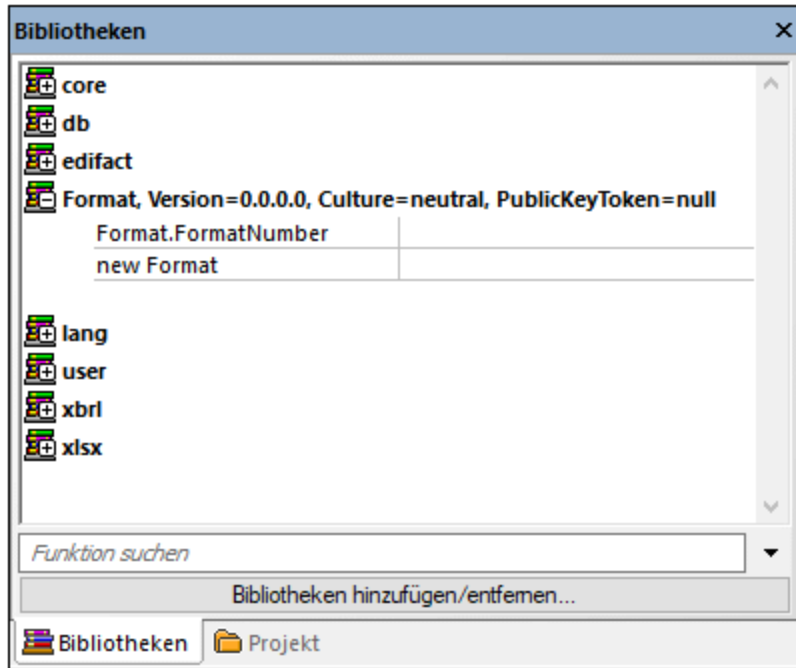 Bibliotheken
core
db
edifact
Format, Version=0.0.0.0, Culture=neutral, PublicKeyToken=null
Format.FormatNumber
new Format
lang
user
xbrl
xlsx
Funktion suchen
Bibliotheken hinzufügen/entfernen...
Bibliotheken Projekt